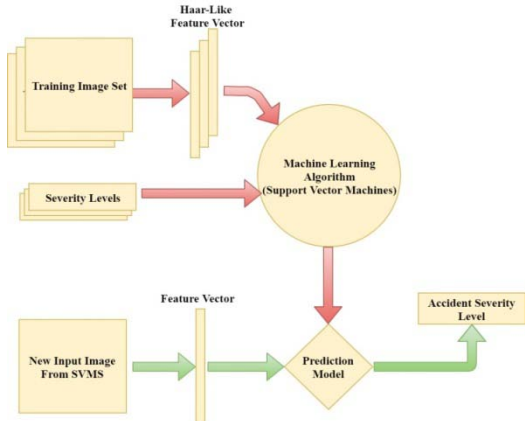 Haar-Like
Feature Vector
Training Image Set
Machine Learning
Algorithm
(Support Vector Machines)
Severity Levels
Feature Vector
Accident Severity
Level
New Input Image
From SVMS
Prediction
Model